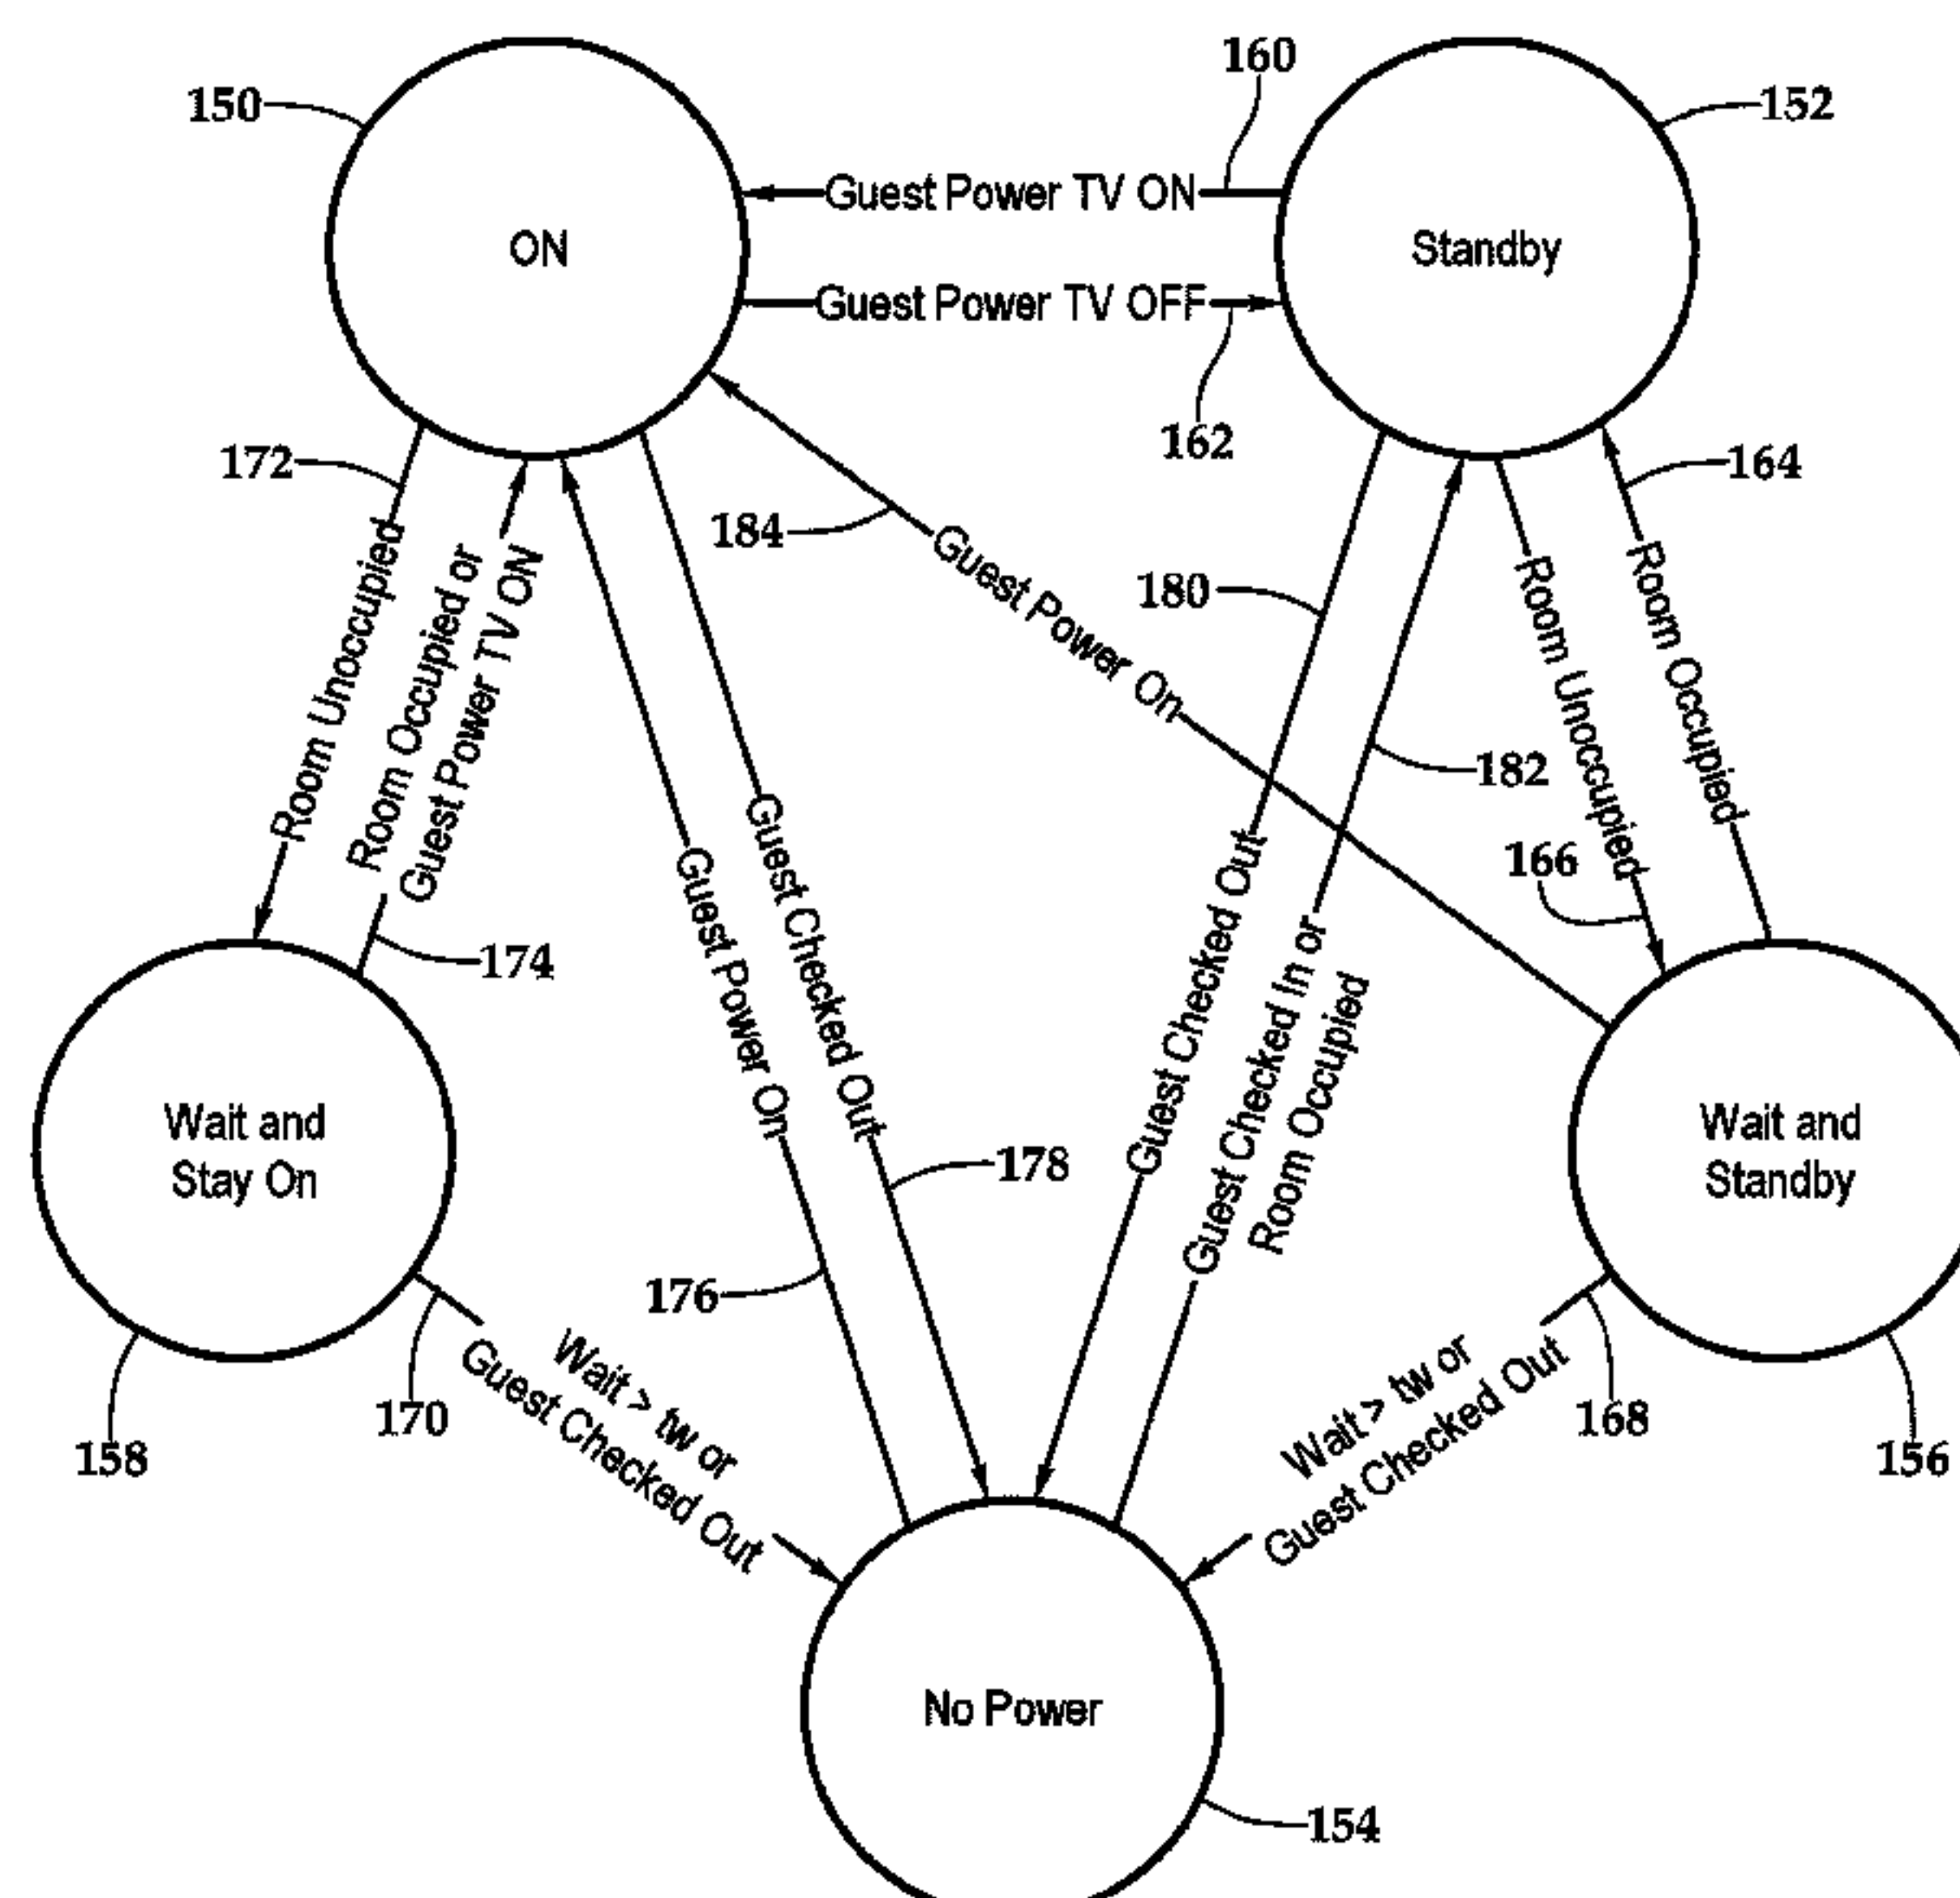 160
150
152
Guest Power TV ON
ON
Standby
Guest Power TV OFF
162
172
164
184
180
Room Unoccupied
Room Occupied or
Guest Power TV ON
Guest Power On
Room Unoccupied
Room Occupied
182
166
174
Guest Power On
Guest Checked Out
Guest Checked Out
Guest Checked In or
Room Occupied
Wait and
Stay On
Wait and
Standby
178
176
170
158
Wait > tw or
Guest Checked Out
Wait > tw or
Guest Checked Out
168
156
No Power
154